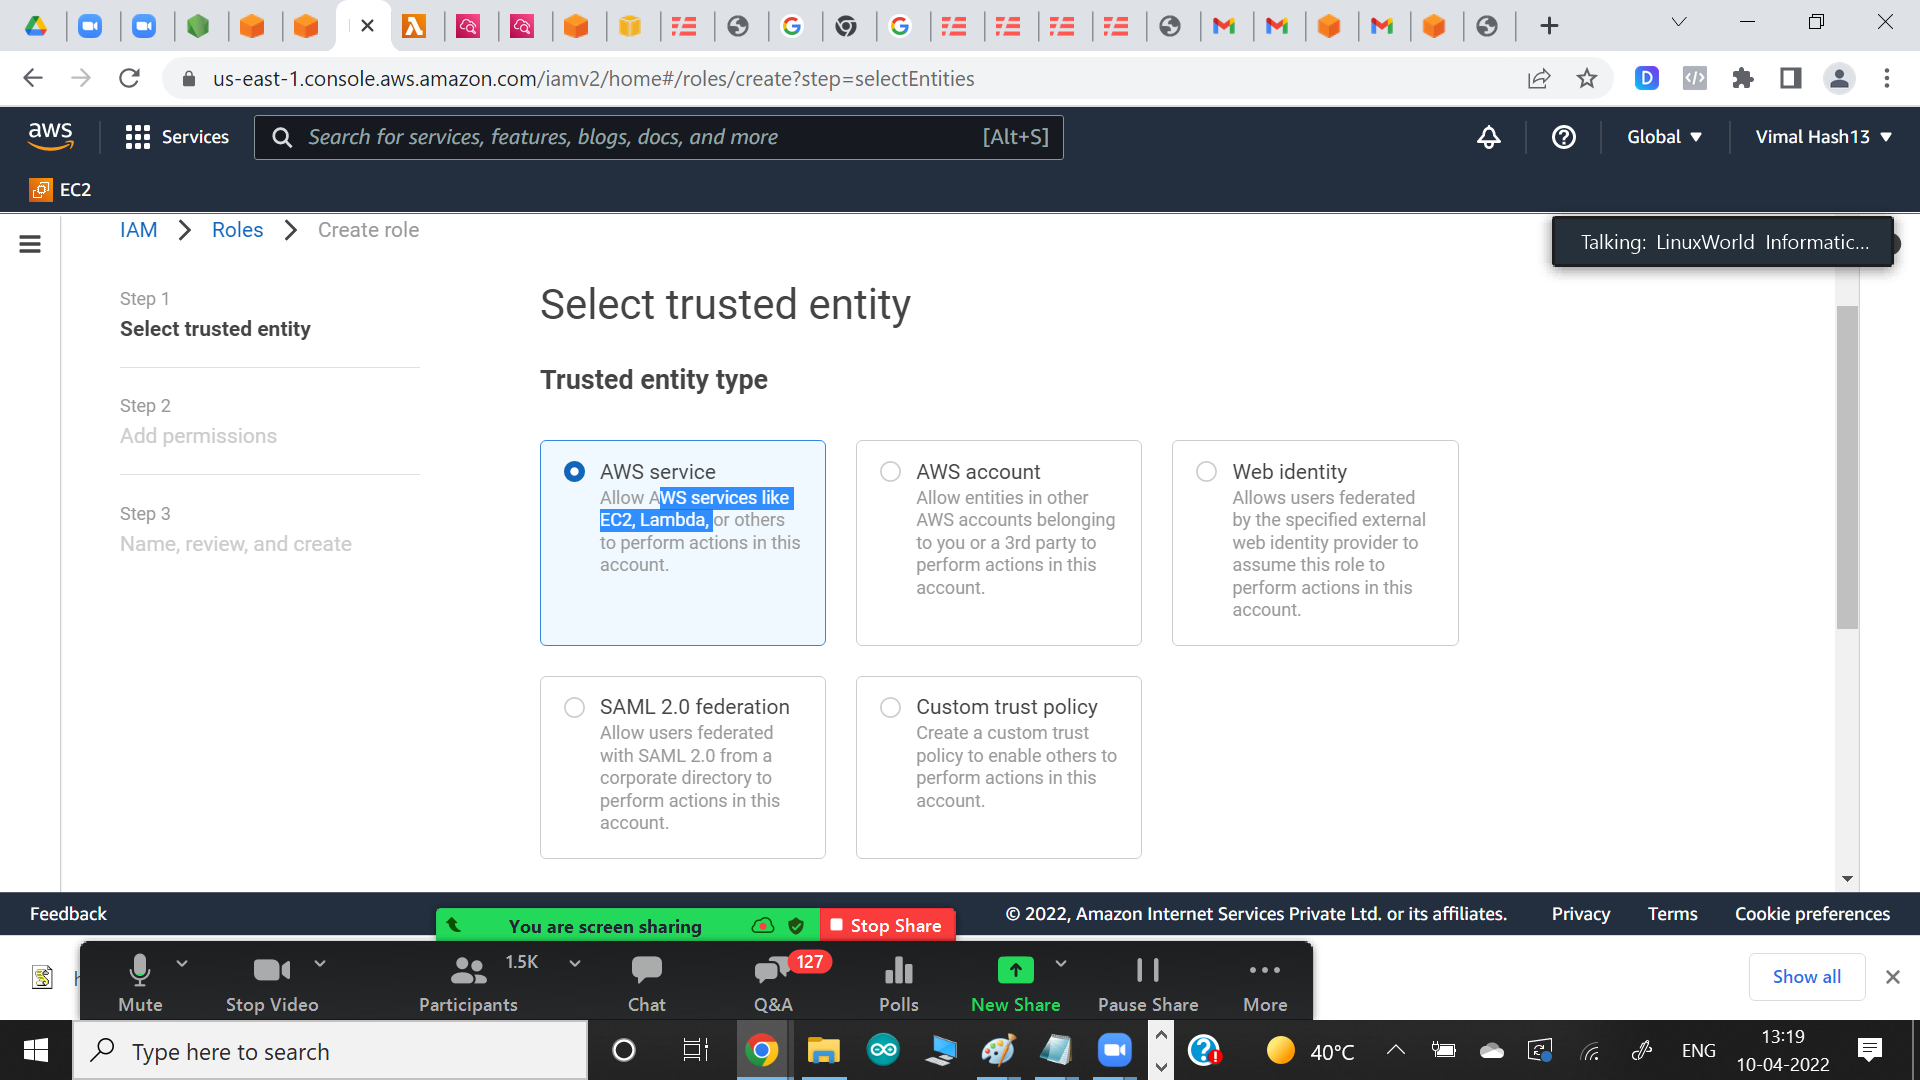 us-east-1.console.aws.amazon.com/iamv2/home#/roles/create?step=selectEntities
D
aws
Services
Search for services, features, blogs, docs, and more
[Alt+S]
Global
Vimal Hash13
EC2
IAM
Roles
Create role
Talking: LinuxWorld Informatic...
Step 1
Select trusted entity
Step 2
Add permissions
Step 3
Name, review, and create
Select trusted entity
Trusted entity type
AWS service
Allow AWS services like
EC2, Lambda, or others
to perform actions in this
account.
AWS account
Allow entities in other
AWS accounts belonging
to you or a 3rd party to
perform actions in this
account.
Web identity
Allows users federated
by the specified external
web identity provider to
assume this role to
perform actions in this
account.
SAML 2.0 federation
Allow users federated
with SAML 2.0 from a
corporate directory to
perform actions in this
account.
Custom trust policy
Create a custom trust
policy to enable others to
perform actions in this
account.
Feedback
You are screen sharing
Stop Share
© 2022, Amazon Internet Services Private Ltd. or its affiliates.
Privacy
Terms
Cookie preferences
Mute
Stop Video
1.5K
Participants
Chat
127
Q&A
Polls
New Share
Pause Share
More
Show all
Type here to search
40°C
ENG
13:19
10-04-2022